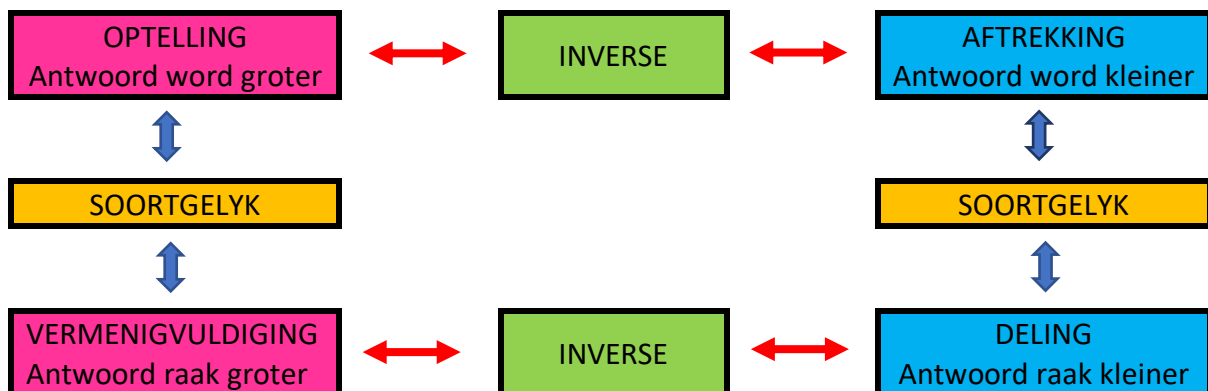 OPTELLING
Antwoord word groter
INVERSE
AFTREKKING
Antwoord word kleiner
SOORTGELYK
SOORTGELYK
VERMENIGVULDIGING
Antwoord raak groter
INVERSE
DELING
Antwoord raak kleiner